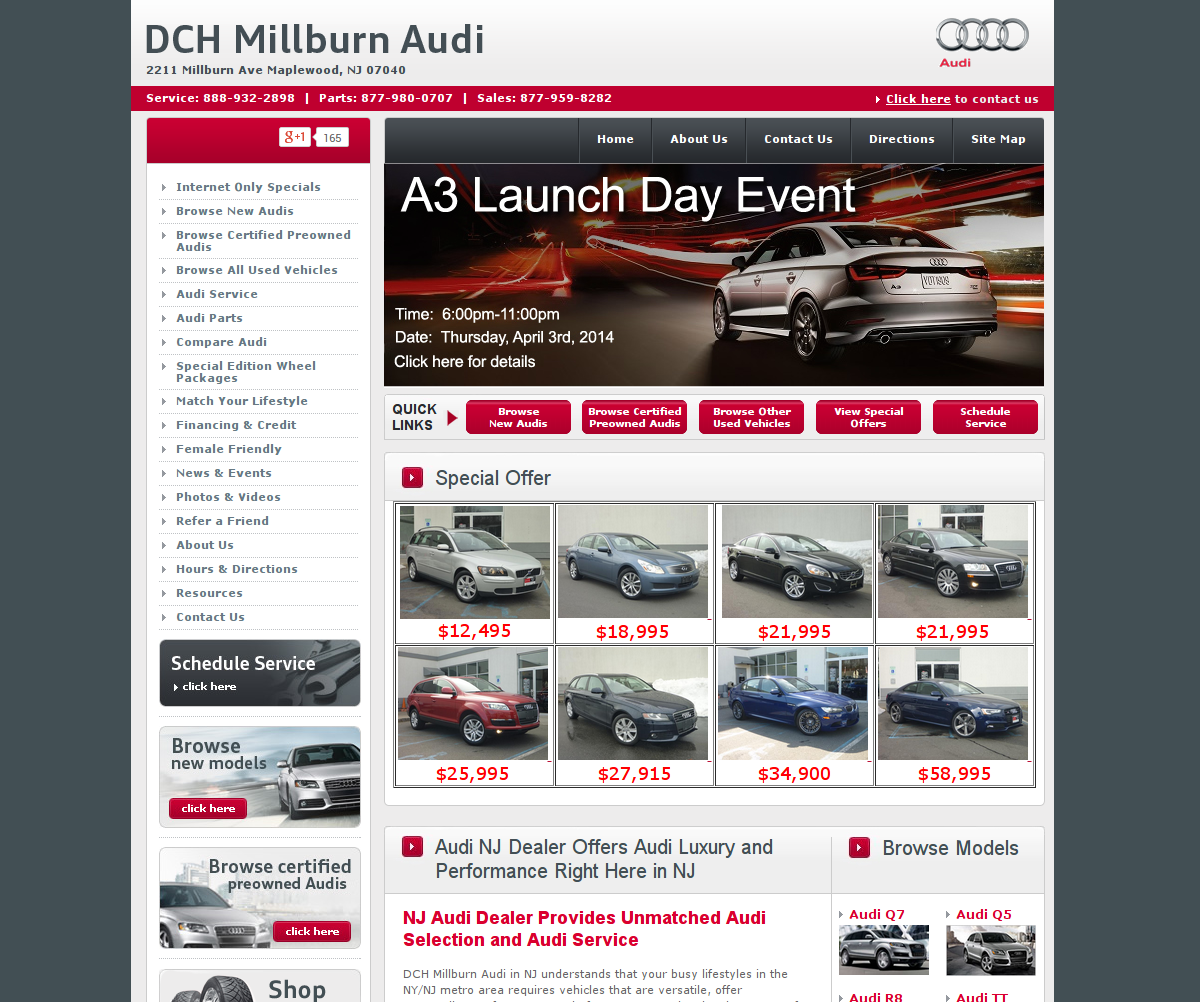 DCH Millburn Audi
2211 Millburn Ave Maplewood, NJ 07040
Audi
Service: 888-932-2898 | Parts: 877-980-0707 | Sales: 877-959-8282
Click here to contact us
g+1 165
Home About Us Contact Us Directions Site Map
Internet Only Specials
Browse New Audis
Browse Certified Preowned
Audis
Browse All Used Vehicles
Audi Service
Audi Parts
Compare Audi
Special Edition Wheel
Packages
Match Your Lifestyle
Financing & Credit
Female Friendly
News & Events
Photos & Videos
Refer a Friend
About Us
Hours & Directions
Resources
Contact Us
Schedule Service
click here
Browse
new models
click here
Browse certified
preowned Audis
click here
Shop
A3 Launch Day Event
A3
Time: 6:00pm-11:00pm
Date: Thursday, April 3rd, 2014
Click here for details
QUICK
LINKS
Browse
New Audis
Browse Certified
Preowned Audis
Browse Other
Used Vehicles
View Special
Offers
Schedule
Service
Special Offer
$12,495 $18,995 $21,995 $21,995
$25,995 $27,915 $34,900 $58,995
Audi NJ Dealer Offers Audi Luxury and
Performance Right Here in NJ
NJ Audi Dealer Provides Unmatched Audi
Selection and Audi Service
DCH Millburn Audi in NJ understands that your busy lifestyles in the
NY/NJ metro area requires vehicles that are versatile, offer
Browse Models
Audi Q7 Audi Q5
Audi R8 Audi TT